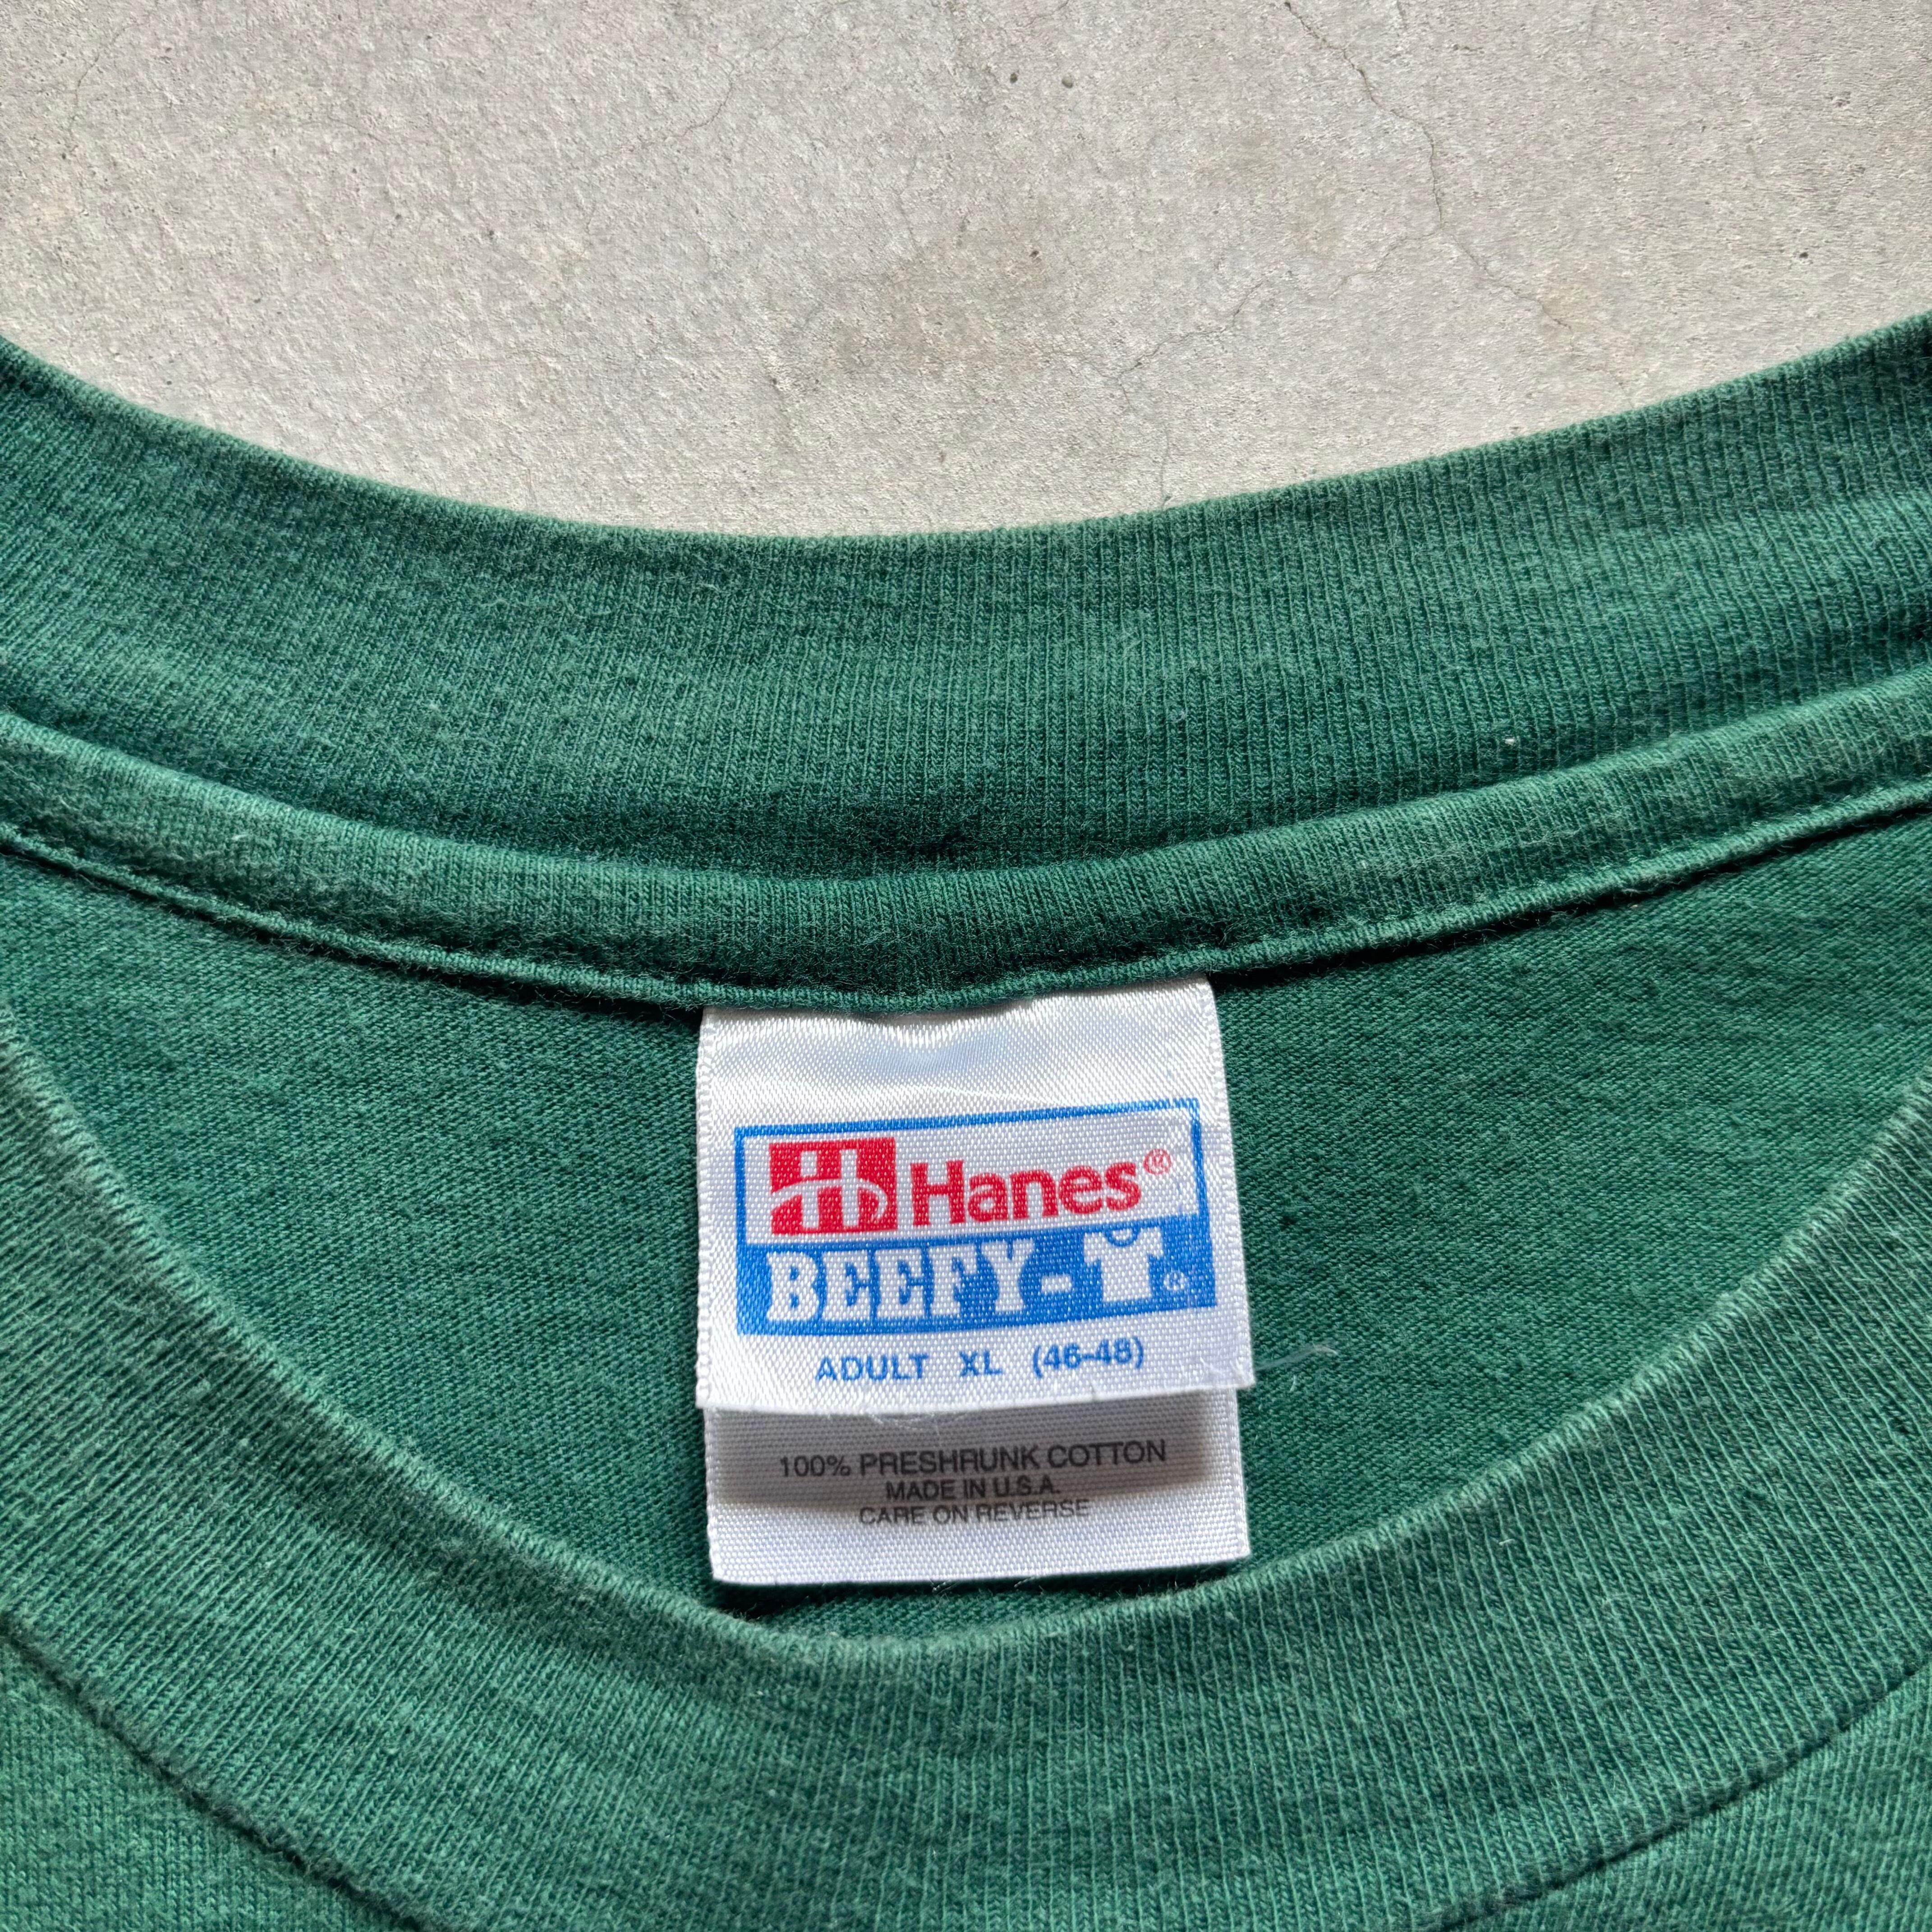 Hanes®
BEEFY-T®
ADULT XL (46-48)
100% PRESHRUNK COTTON
MADE IN U.S.A.
CARE ON REVERSE